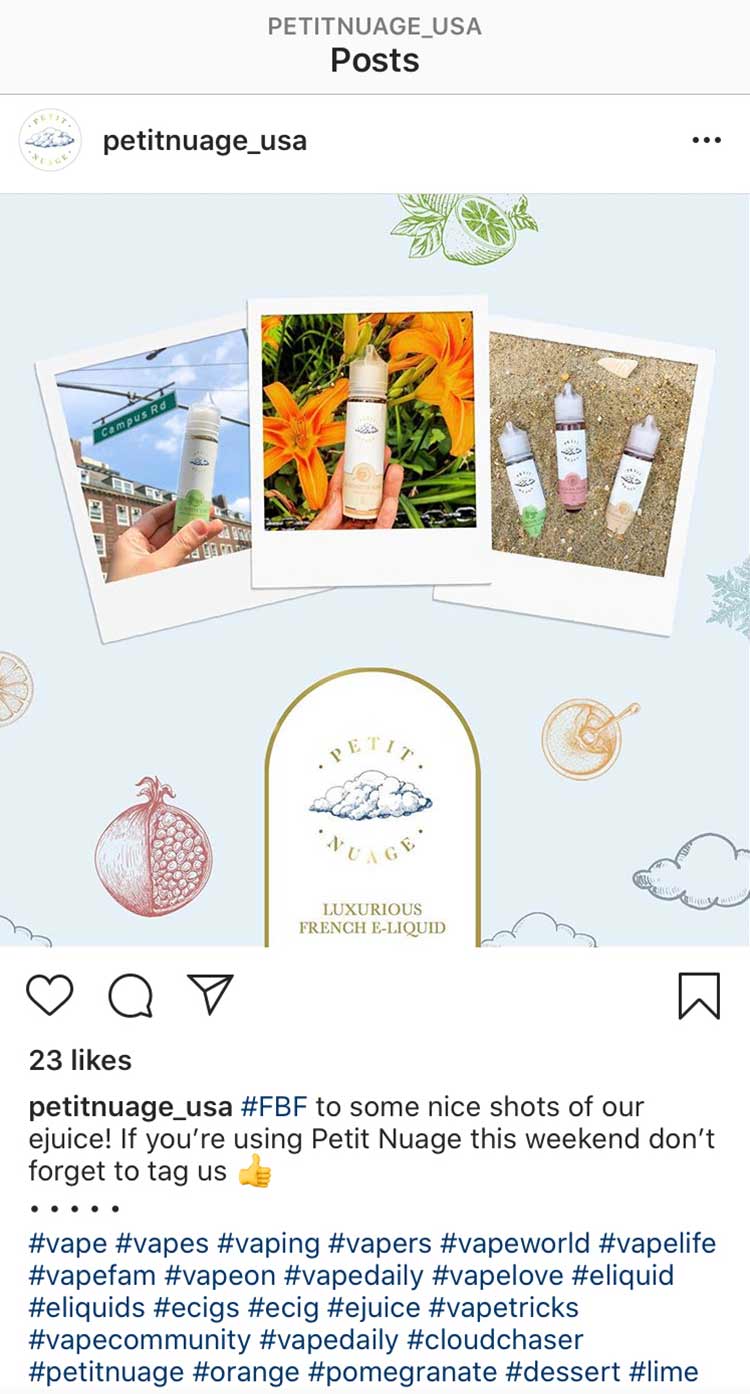 PETITNUAGE_USA
Posts
PETIT
NUAGE
petitnuage_usa
Campus Rd
PETIT
NUAGE
LUXURIOUS
FRENCH E-LIQUID
23 likes
petitnuage_usa #FBF to some nice shots of our
ejuice! If you’re using Petit Nuage this weekend don’t
forget to tag us 👍
• • • • •
#vape #vapes #vaping #vapers #vapeworld #vapelife
#vapefam #vapeon #vapedaily #vapelove #eliquid
#eliquids #ecigs #ecig #ejuice #vapetricks
#vapecommunity #vapedaily #cloudchaser
#petitnuage #orange #pomegranate #dessert #lime